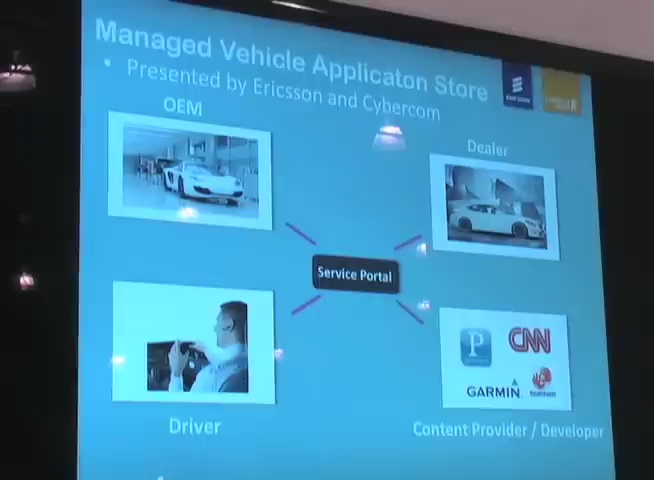 Managed Vehicle Applicaton Store
• Presented by Ericsson and Cybercom
OEM
Dealer
Service Portal
P
CNN
GARMIN
TomTom
Driver
Content Provider / Developer